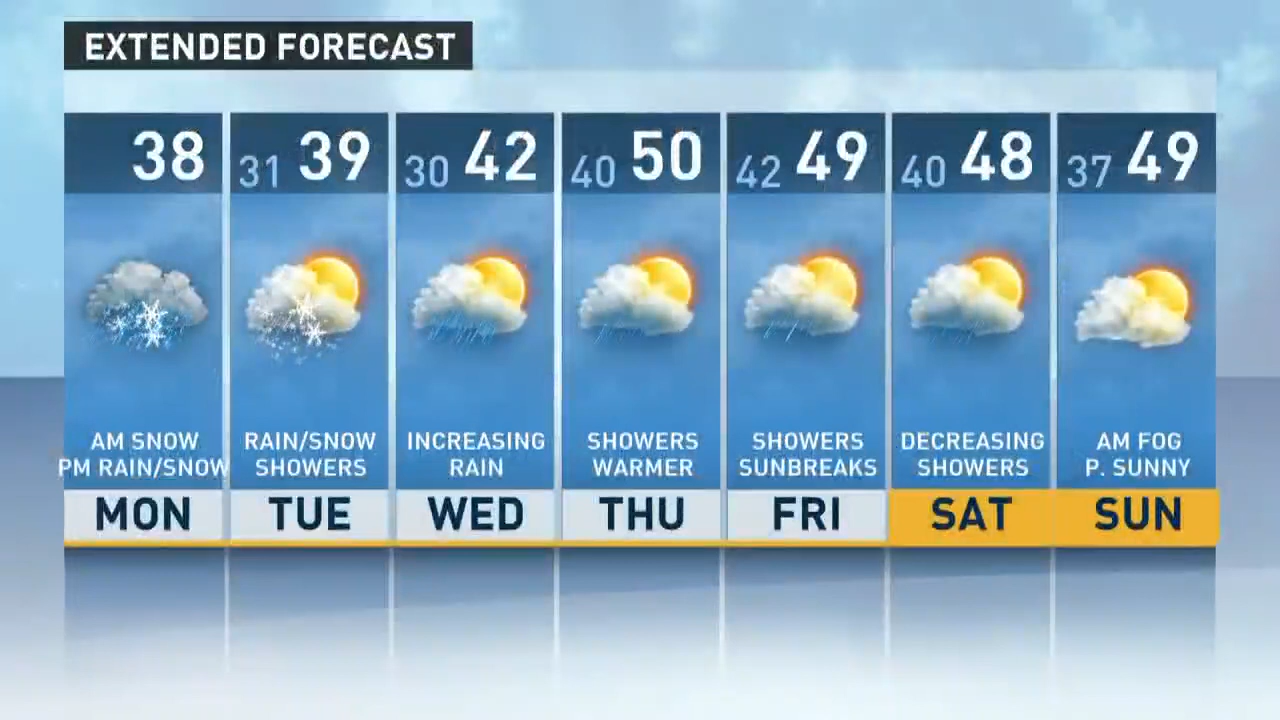 EXTENDED FORECAST
38
31 39
30 42
40 50
42 49
40 48
37 49
AM SNOW
PM RAIN/SNOW
RAIN/SNOW
SHOWERS
INCREASING
RAIN
SHOWERS
WARMER
SHOWERS
SUNBREAKS
DECREASING
SHOWERS
AM FOG
P. SUNNY
MON
TUE
WED
THU
FRI
SAT
SUN